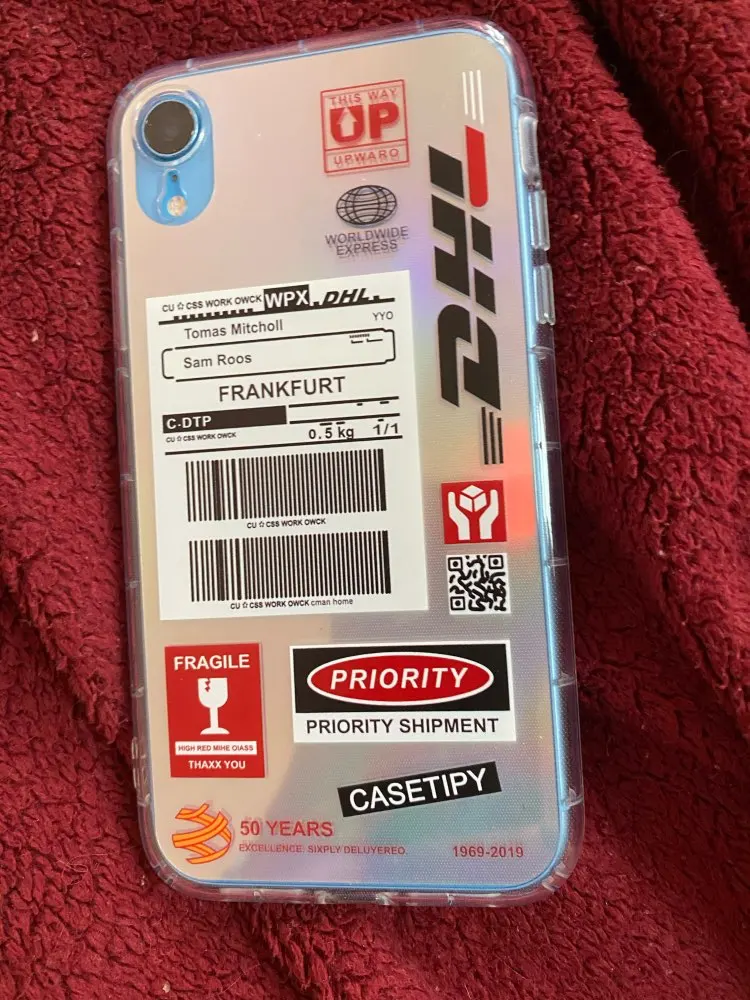 THIS WAY
UP
UPWARD
WORLDWIDE
EXPRESS
DHL
CU ☆ CSS WORK OWCK WPX DHL
Tomas Mitcholl YYO
Sam Roos
FRANKFURT
C-DTP
CU ☆ CSS WORK OWCK 0.5 kg 1/1
CU ☆ CSS WORK OWCK
CU ☆ CSS WORK OWCK cman home
FRAGILE
HIGH RED MIHE OIASS
THAXX YOU
PRIORITY
PRIORITY SHIPMENT
CASETIPY
50 YEARS
EXCELLENCE. SIXPLY DELUYERED.
1969-2019